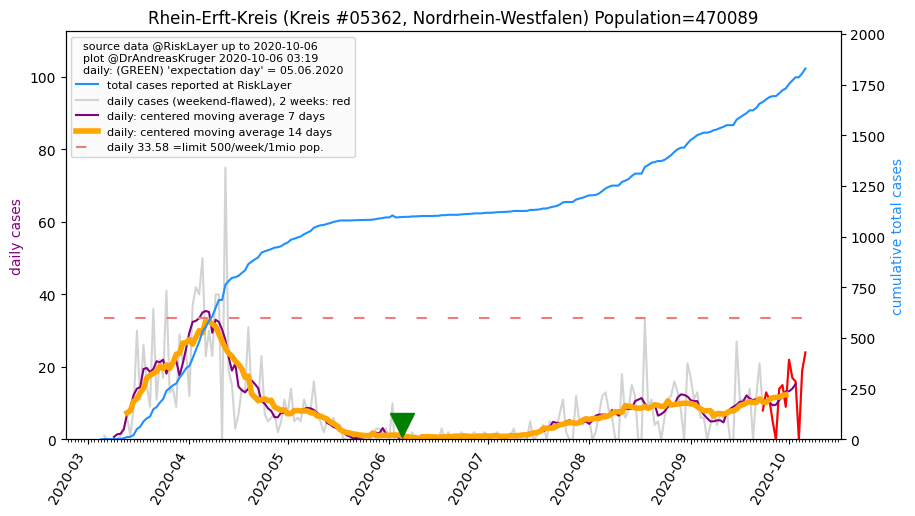 Rhein-Erft-Kreis (Kreis #05362, Nordrhein-Westfalen) Population=470089
source data @RiskLayer up to 2020-10-06
plot @DrAndreasKruger 2020-10-06 03:19
daily: (GREEN) 'expectation day' = 05.06.2020
total cases reported at RiskLayer
daily cases (weekend-flawed), 2 weeks: red
daily: centered moving average 7 days
daily: centered moving average 14 days
daily 33.58 =limit 500/week/1mio pop.
daily cases
100
80
60
40
20
0
cumulative total cases
2000
1750
1500
1250
1000
750
500
250
0
2020-03
2020-04
2020-05
2020-06
2020-07
2020-08
2020-09
2020-10